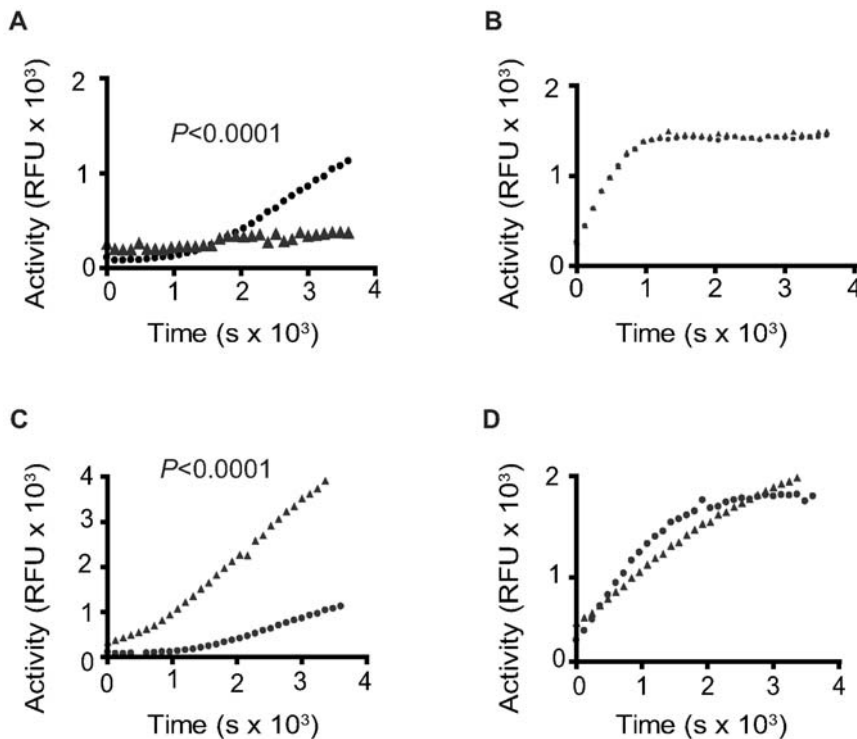 A
Activity (RFU x 10³)
2
1
0
P<0.0001
0 1 2 3 4
Time (s x 10³)
B
Activity (RFU x 10³)
2
1
0
0 1 2 3 4
Time (s x 10³)
C
Activity (RFU x 10³)
4
3
2
1
0
P<0.0001
0 1 2 3 4
Time (s x 10³)
D
Activity (RFU x 10³)
2
1
0
0 1 2 3 4
Time (s x 10³)